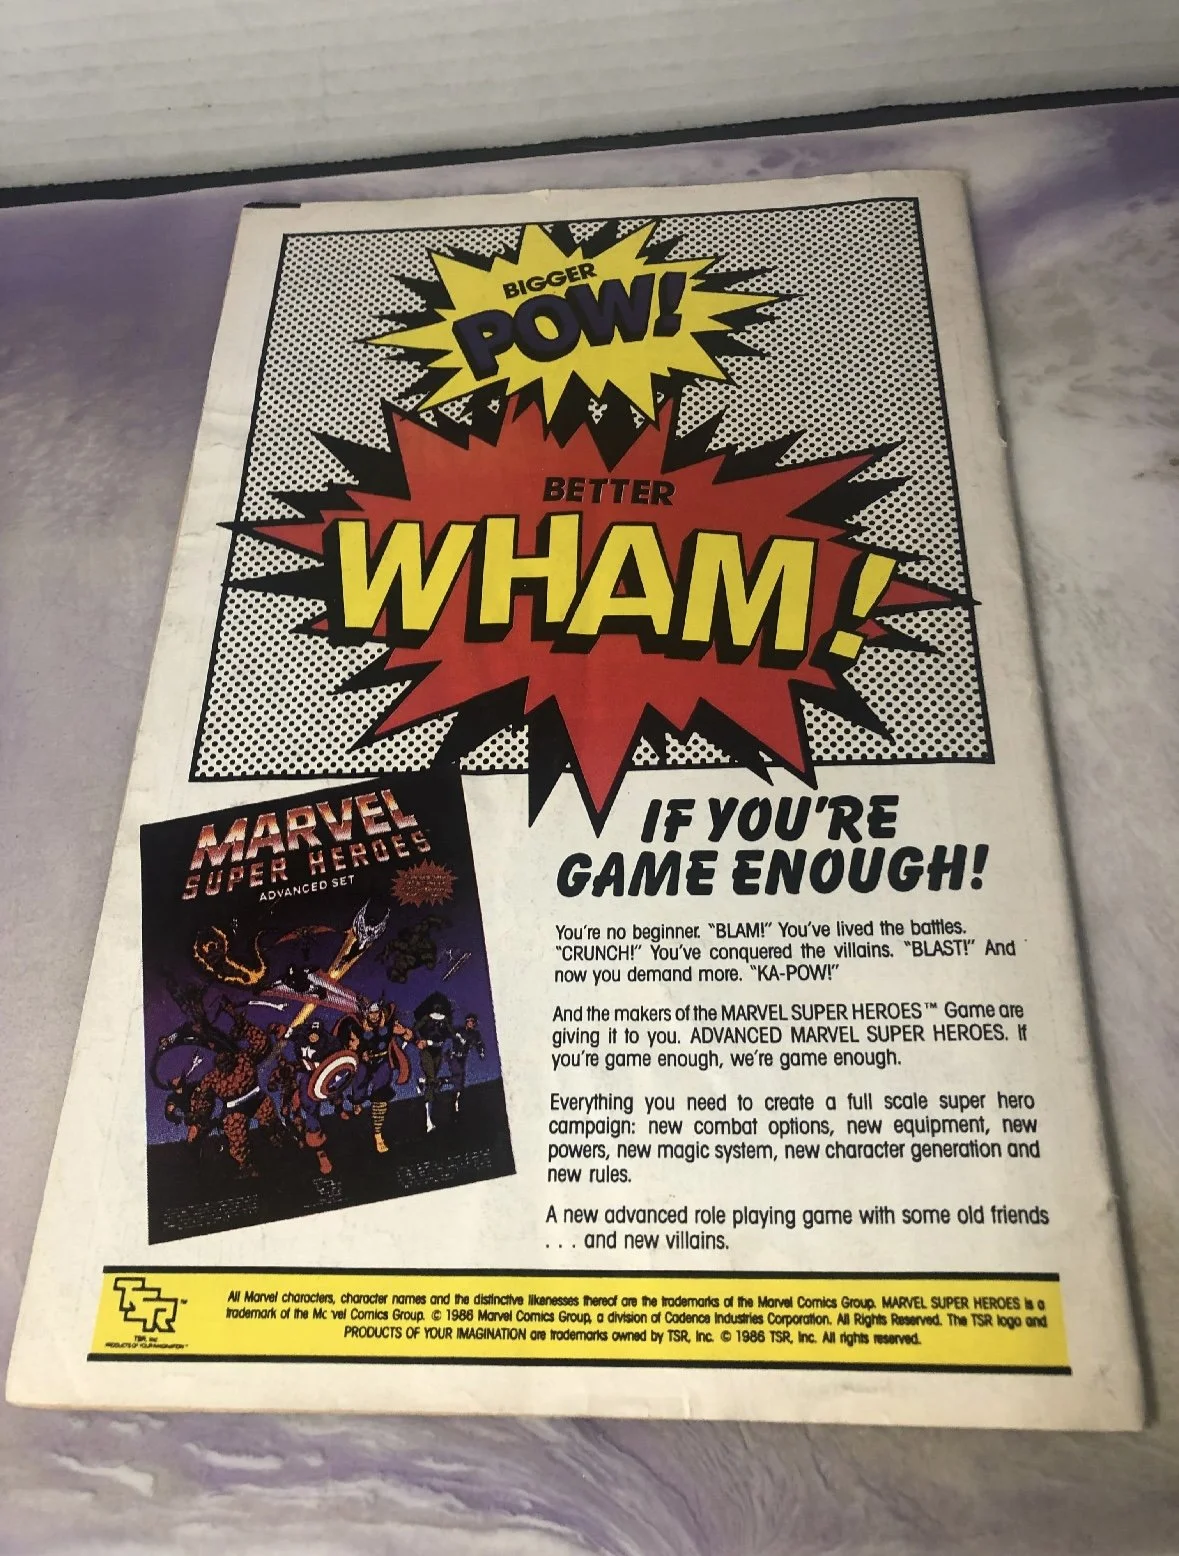 BIGGER
POW!
BETTER
WHAM!
IF YOU'RE
GAME ENOUGH!
MARVEL
SUPER HEROES
ADVANCED SET
You're no beginner. "BLAM!" You've lived the battles.
"CRUNCH!" You've conquered the villains. "BLAST!" And
now you demand more. "KA-POW!"
And the makers of the MARVEL SUPER HEROES™ Game are
giving it to you. ADVANCED MARVEL SUPER HEROES. If
you're game enough, we're game enough.
Everything you need to create a full scale super hero
campaign: new combat options, new equipment, new
powers, new magic system, new character generation and
new rules.
A new advanced role playing game with some old friends
. . . and new villains.
TSR™
TSR, Inc.
PRODUCTS OF YOUR IMAGINATION™
All Marvel characters, character names and the distinctive likenesses thereof are the trademarks of the Marvel Comics Group. MARVEL SUPER HEROES is a
trademark of the Mc vel Comics Group. © 1986 Marvel Comics Group, a division of Cadence Industries Corporation. All Rights Reserved. The TSR logo and
PRODUCTS OF YOUR IMAGINATION are trademarks owned by TSR, Inc. © 1986 TSR, Inc. All rights reserved.